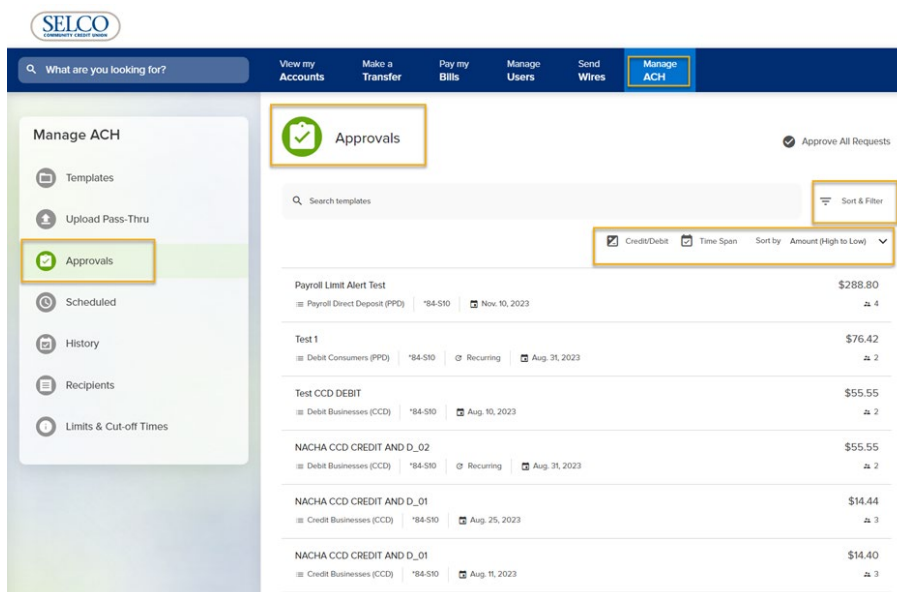 SELCO
COMMUNITY CREDIT UNION
What are you looking for?
View my Accounts
Make a Transfer
Pay my Bills
Manage Users
Send Wires
Manage ACH
Manage ACH
Templates
Upload Pass-Thru
Approvals
Scheduled
History
Recipients
Limits & Cut-off Times
Approvals
Approve All Requests
Search templates
Sort & Filter
Credit/Debit Time Span Sort by Amount (High to Low)
Payroll Limit Alert Test $288.80
Payroll Direct Deposit (PPD) *84-S10 Nov. 10, 2023 4
Test 1 $76.42
Debit Consumers (PPD) *84-S10 Recurring Aug. 31, 2023 2
Test CCD DEBIT $55.55
Debit Businesses (CCD) *84-S10 Aug. 10, 2023 2
NACHA CCD CREDIT AND D_02 $55.55
Debit Businesses (CCD) *84-S10 Recurring Aug. 31, 2023 2
NACHA CCD CREDIT AND D_01 $14.44
Credit Businesses (CCD) *84-S10 Aug. 25, 2023 3
NACHA CCD CREDIT AND D_01 $14.40
Credit Businesses (CCD) *84-S10 Aug. 11, 2023 3